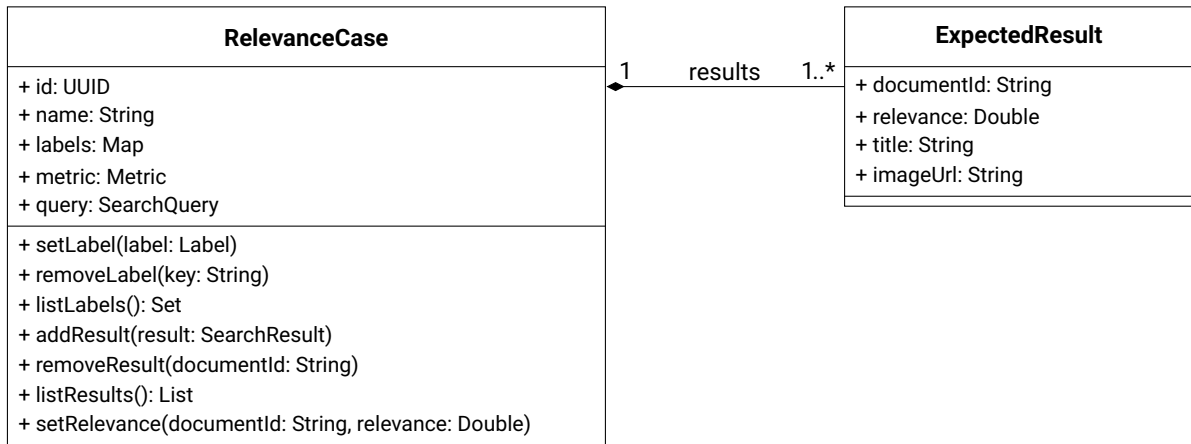 RelevanceCase
+ id: UUID
+ name: String
+ labels: Map
+ metric: Metric
+ query: SearchQuery
+ setLabel(label: Label)
+ removeLabel(key: String)
+ listLabels(): Set
+ addResult(result: SearchResult)
+ removeResult(documentId: String)
+ listResults(): List
+ setRelevance(documentId: String, relevance: Double)
1 results 1..*
ExpectedResult
+ documentId: String
+ relevance: Double
+ title: String
+ imageUrl: String